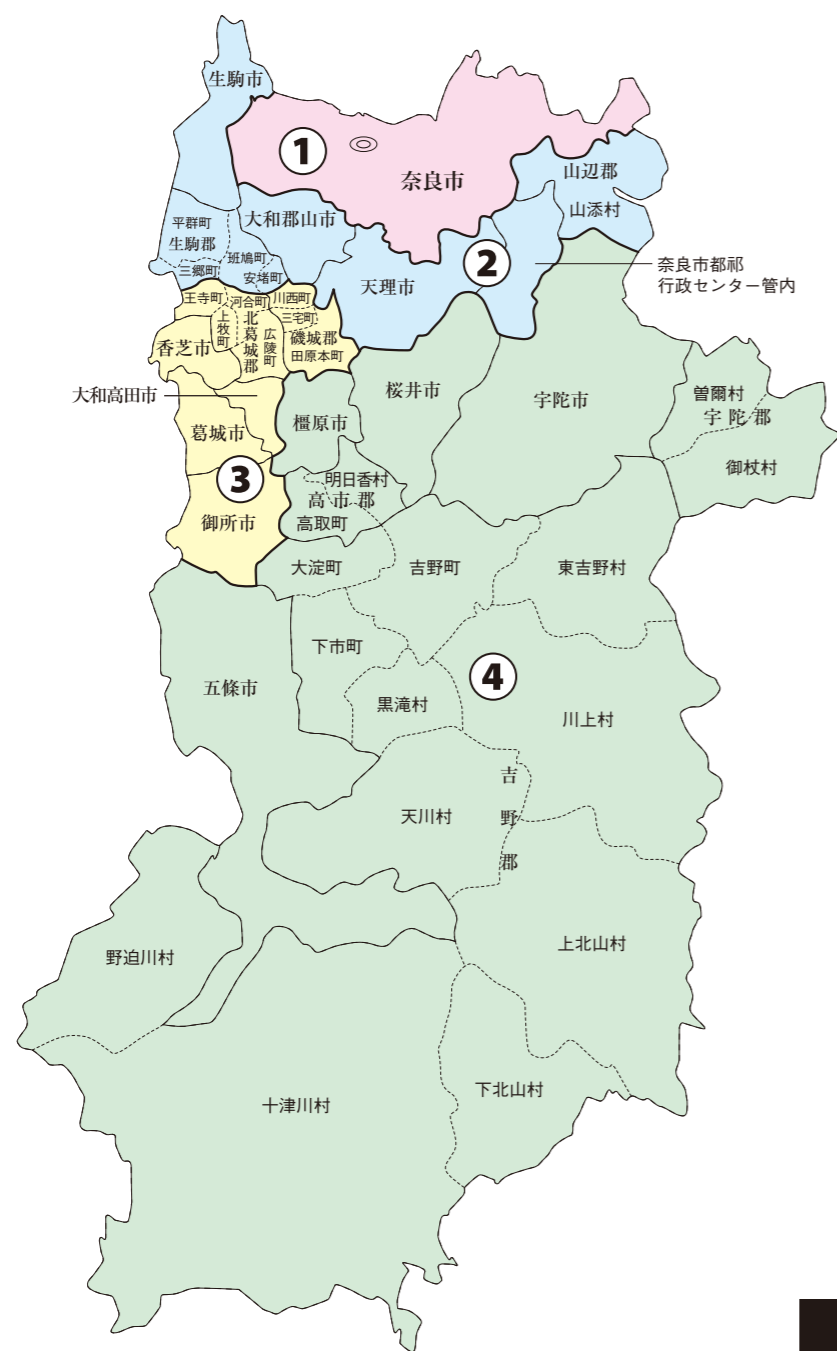 生駒市
①
奈良市
山辺郡
山添村
大和郡山市
平群町
生駒郡
三郷町
斑鳩町
安堵町
天理市
②
奈良市都祁
行政センター管内
王寺町
河合町
川西町
三宅町
上牧町
北葛城郡
広陵町
磯城郡
田原本町
香芝市
大和高田市
葛城市
③
御所市
橿原市
桜井市
宇陀市
曽爾村
宇陀郡
御杖村
明日香村
高市郡
高取町
大淀町
吉野町
東吉野村
下市町
④
五條市
黒滝村
川上村
吉野郡
天川村
野迫川村
上北山村
十津川村
下北山村